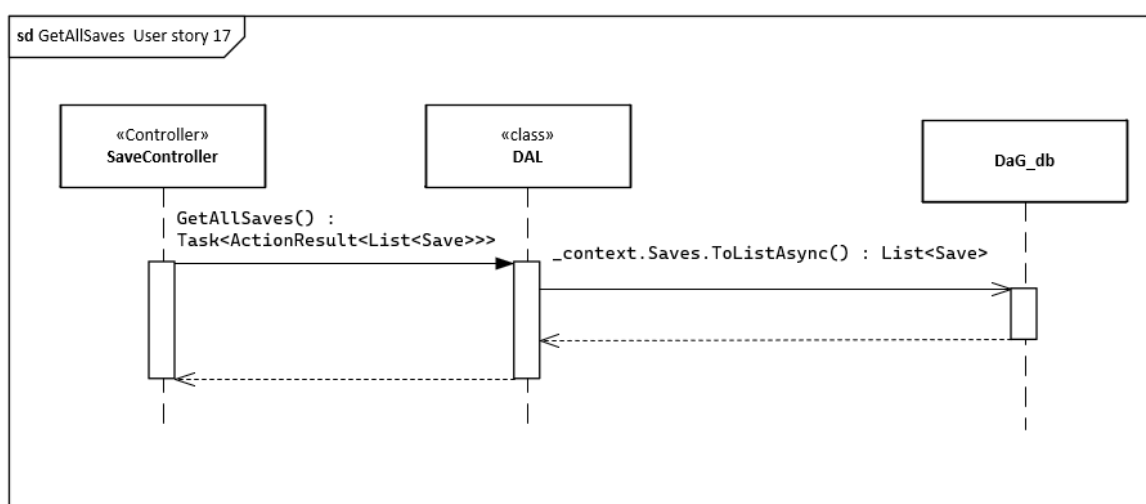 sd GetAllSaves User story 17
«Controller»
SaveController
«class»
DAL
DaG_db
GetAllSaves() :
Task<ActionResult<List<Save>>>
_context.Saves.ToListAsync() : List<Save>